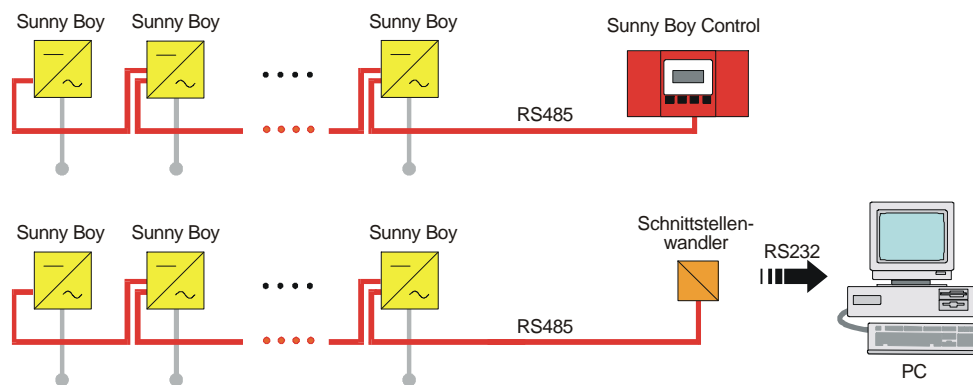 Sunny Boy
Sunny Boy
Sunny Boy
Sunny Boy Control
RS485
Sunny Boy
Sunny Boy
Sunny Boy
Schnittstellen-
wandler
RS232
RS485
PC